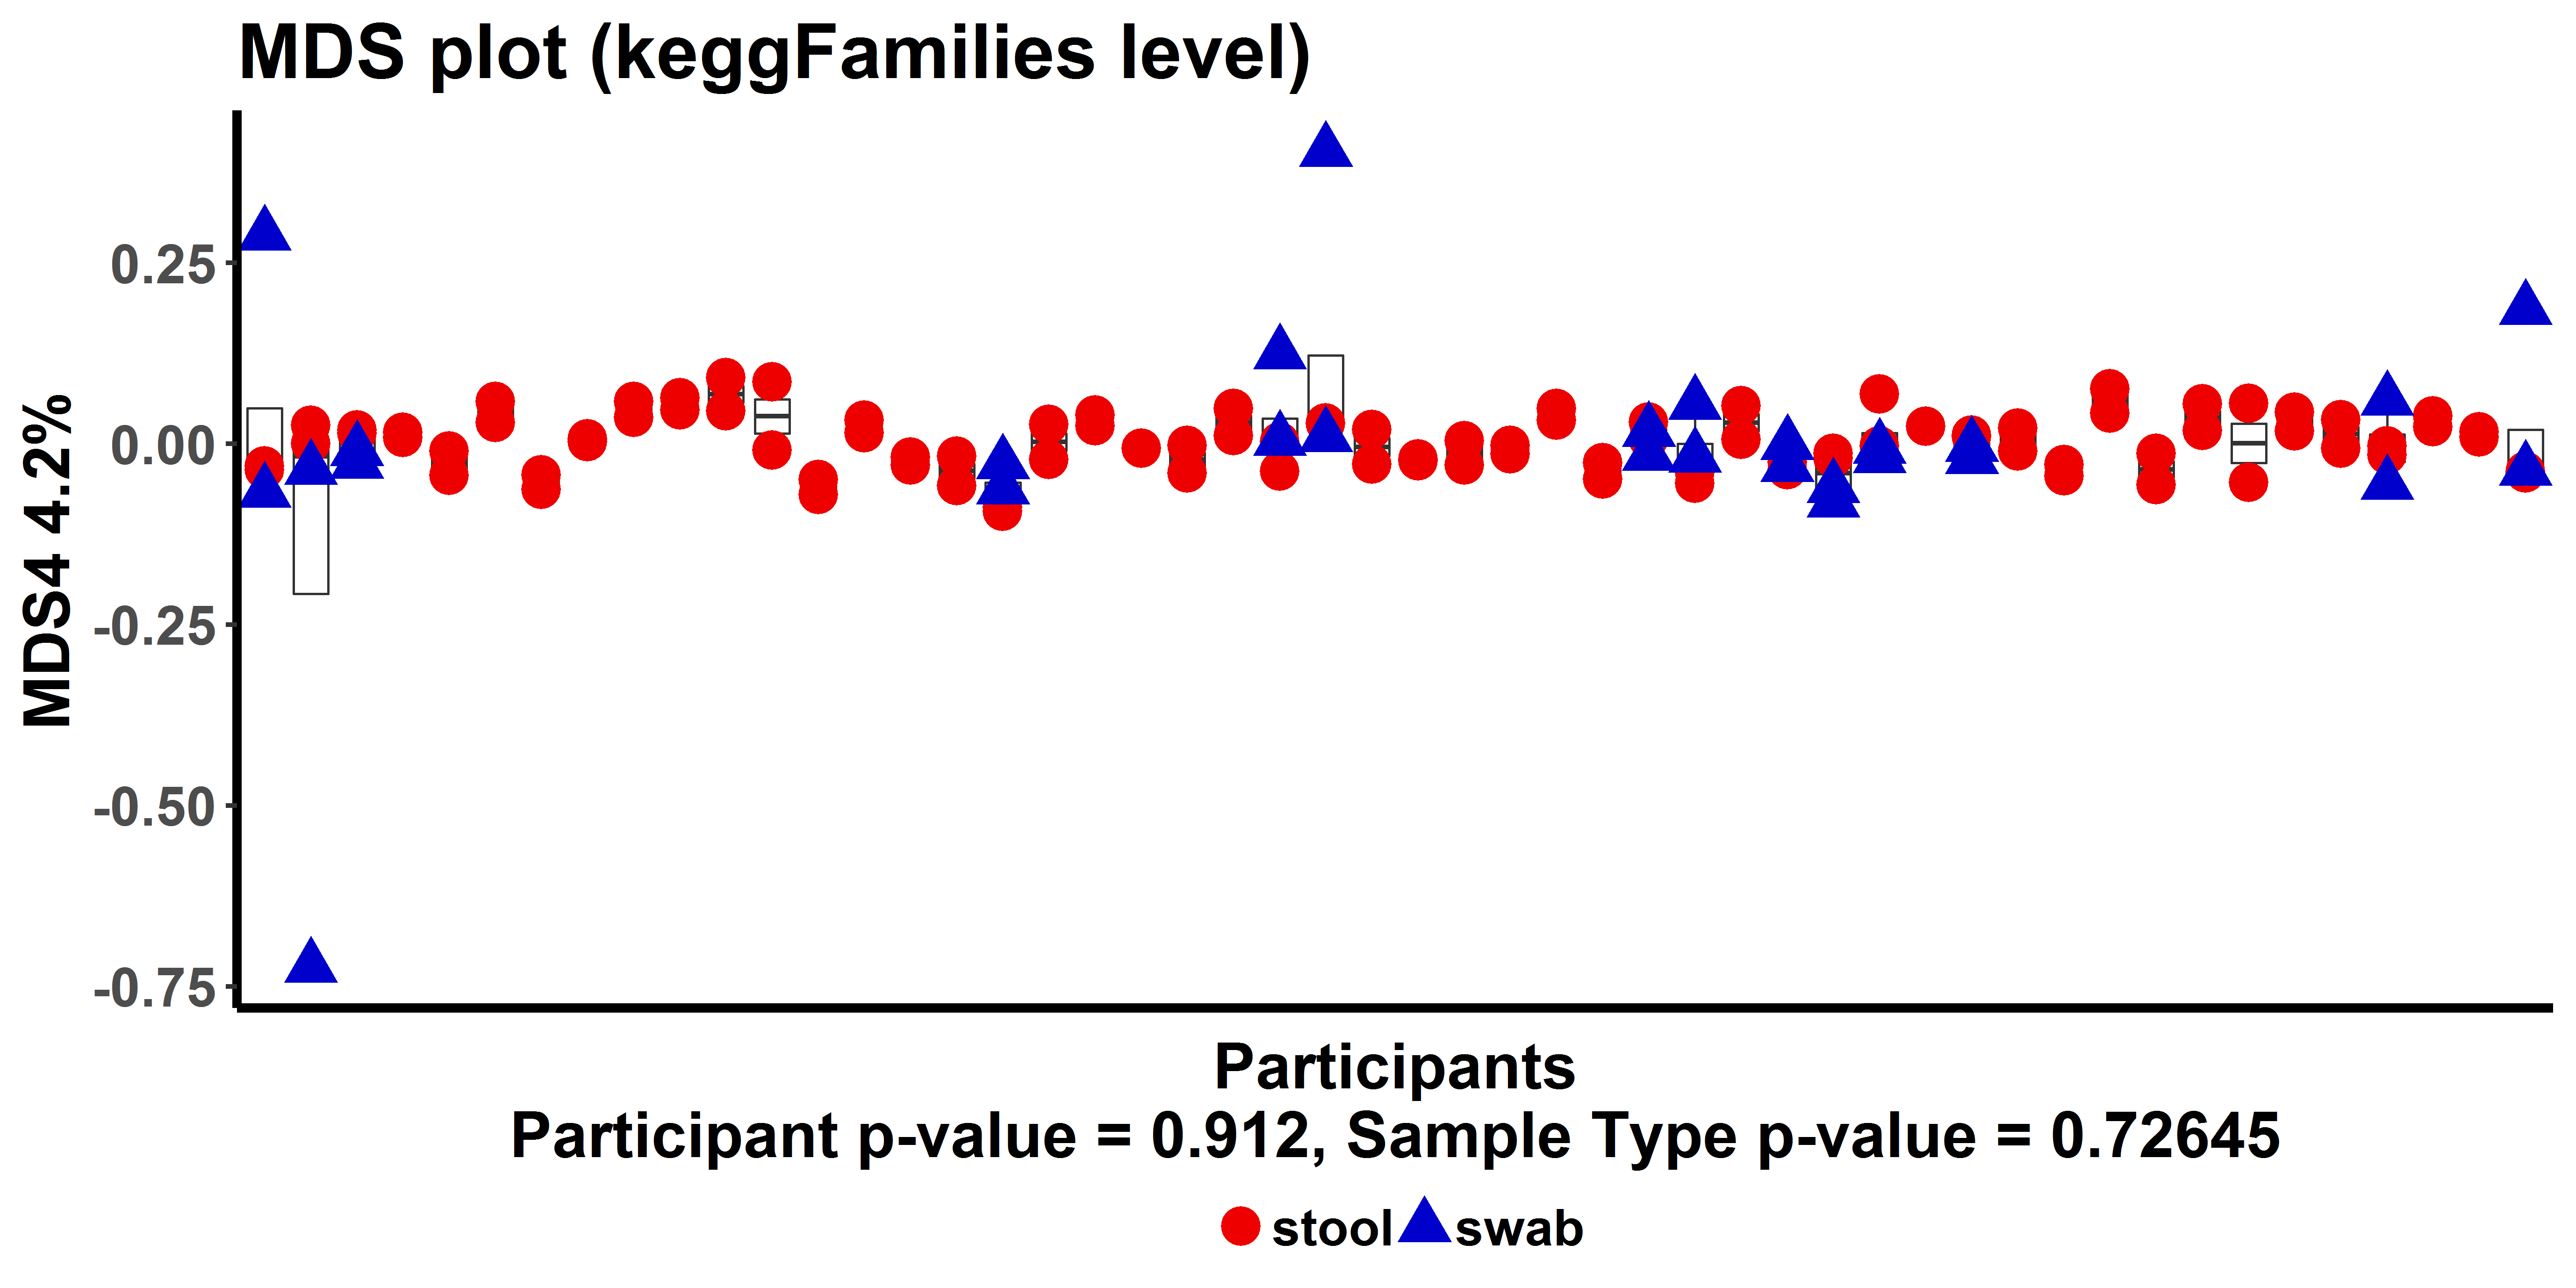 MDS plot (keggFamilies level)
MDS4 4.2%
0.25
0.00
-0.25
-0.50
-0.75
Participants
Participant p-value = 0.912, Sample Type p-value = 0.72645
stool swab